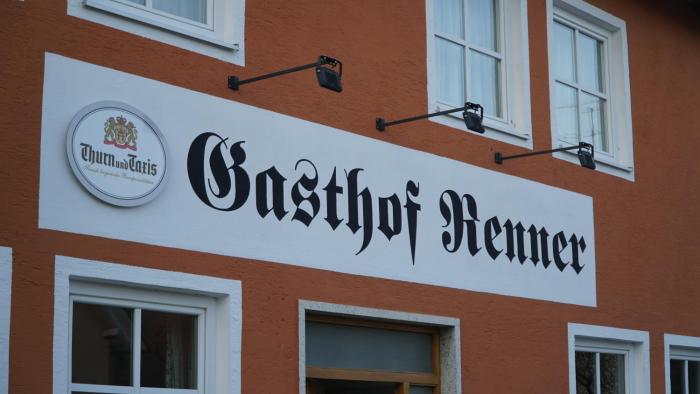 Thurn und Taxis
Gasthof Renner